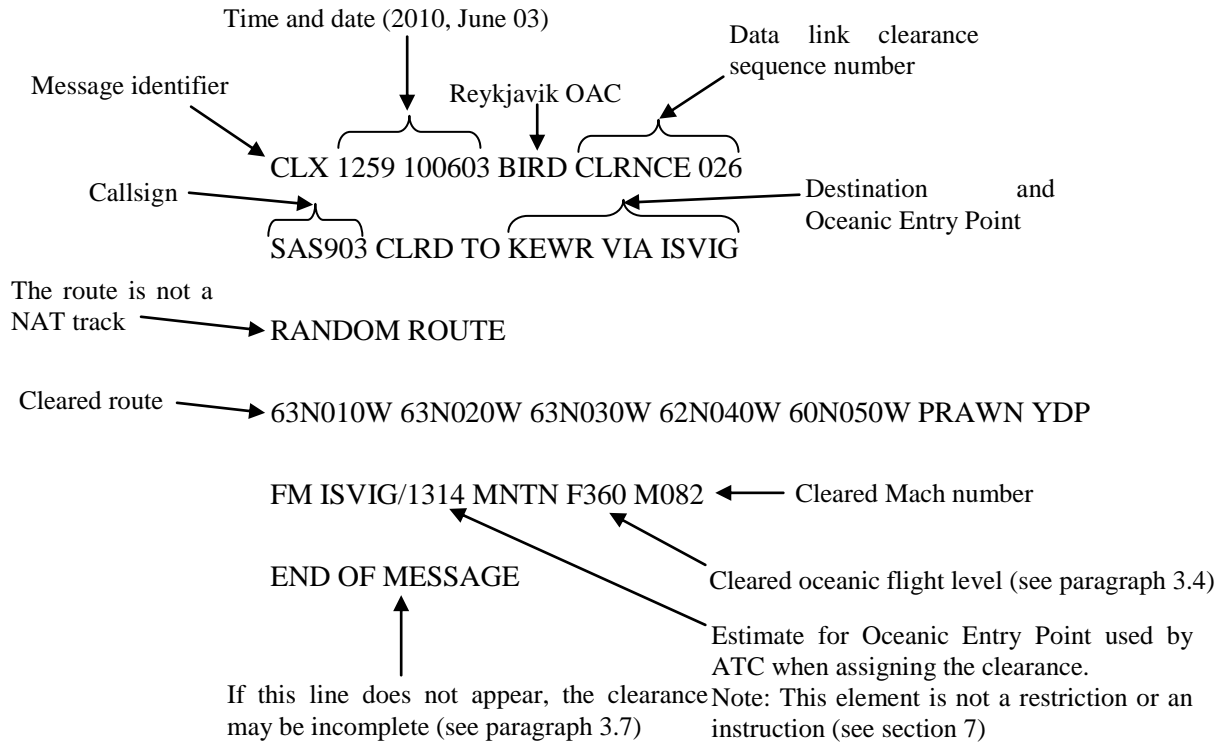 Time and date (2010, June 03)
Data link clearance
sequence number
Message identifier
Reykjavik OAC
CLX 1259 100603 BIRD CLRNCE 026
Callsign
Destination and
Oceanic Entry Point
SAS903 CLRD TO KEWR VIA ISVIG
The route is not a
NAT track
RANDOM ROUTE
Cleared route
63N010W 63N020W 63N030W 62N040W 60N050W PRAWN YDP
FM ISVIG/1314 MNTN F360 M082
Cleared Mach number
END OF MESSAGE
Cleared oceanic flight level (see paragraph 3.4)
Estimate for Oceanic Entry Point used by
ATC when assigning the clearance.
Note: This element is not a restriction or an
instruction (see section 7)
If this line does not appear, the clearance
may be incomplete (see paragraph 3.7)